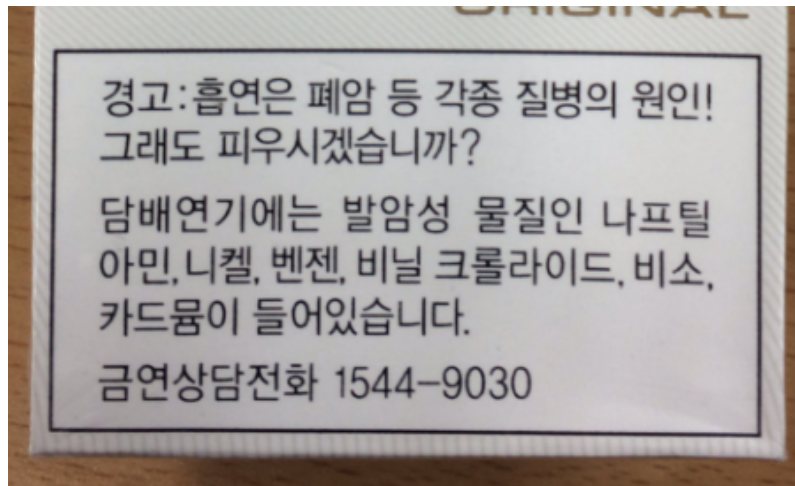 ORIGINAL
경고:흡연은 폐암 등 각종 질병의 원인!
그래도 피우시겠습니까?
담배연기에는 발암성 물질인 나프틸
아민, 니켈, 벤젠, 비닐 크롤라이드, 비소,
카드뮴이 들어있습니다.
금연상담전화 1544-9030